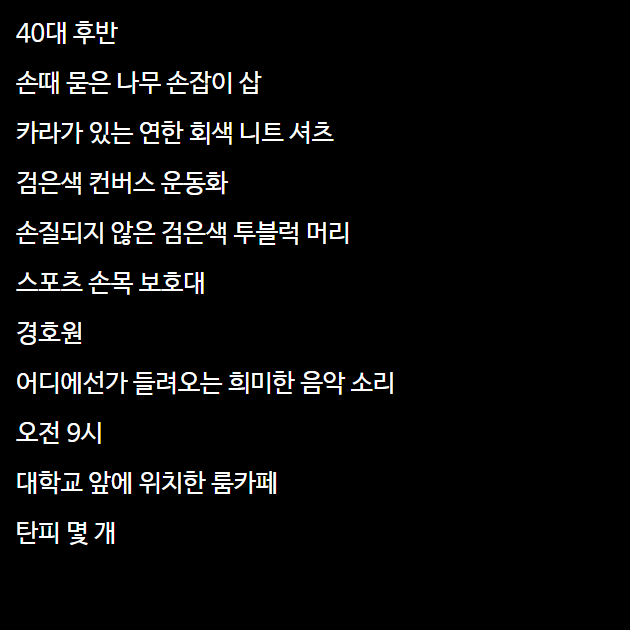 40대 후반
손때 묻은 나무 손잡이 삽
카라가 있는 연한 회색 니트 셔츠
검은색 컨버스 운동화
손질되지 않은 검은색 투블럭 머리
스포츠 손목 보호대
경호원
어디에선가 들려오는 희미한 음악 소리
오전 9시
대학교 앞에 위치한 룸카페
탄피 몇 개